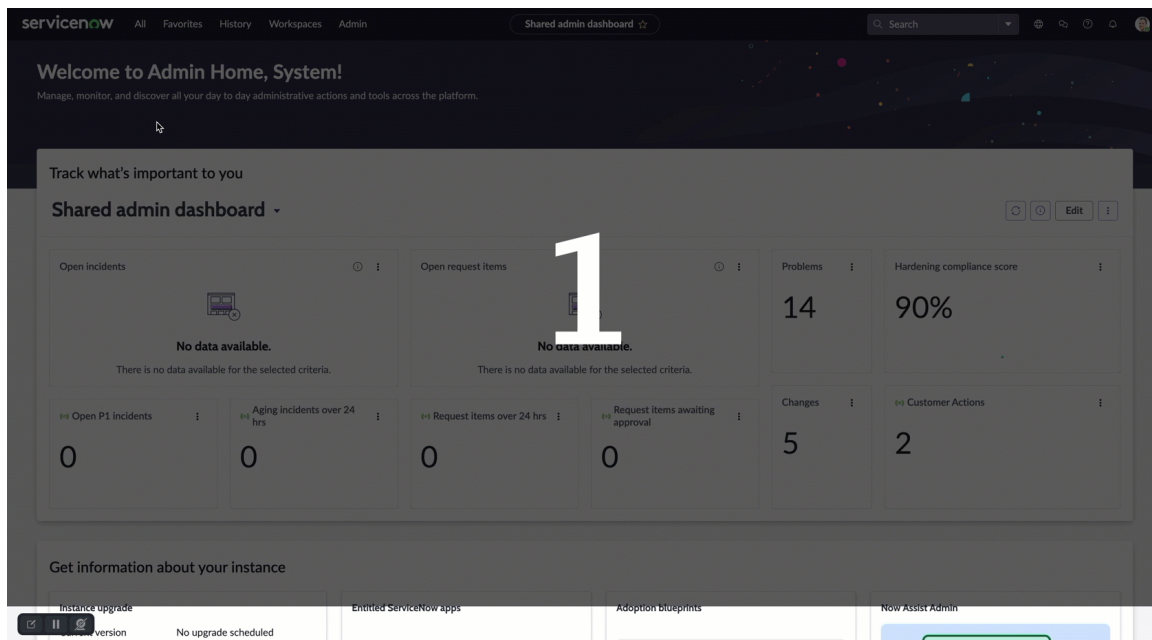 servicenow All Favorites History Workspaces Admin Shared admin dashboard Search
Welcome to Admin Home, System!
Manage, monitor, and discover all your day to day administrative actions and tools across the platform.
Track what's important to you
Shared admin dashboard
Edit
Open incidents
No data available.
There is no data available for the selected criteria.
Open request items
No data available.
There is no data available for the selected criteria.
Problems
14
Hardening compliance score
90%
1
Open P1 incidents
0
Aging incidents over 24
hrs
0
Request items over 24 hrs
0
Request items awaiting
approval
0
Changes
5
Customer Actions
2
Get information about your instance
Instance upgrade
version
No upgrade scheduled
Entitled ServiceNow apps
Adoption blueprints
Now Assist Admin